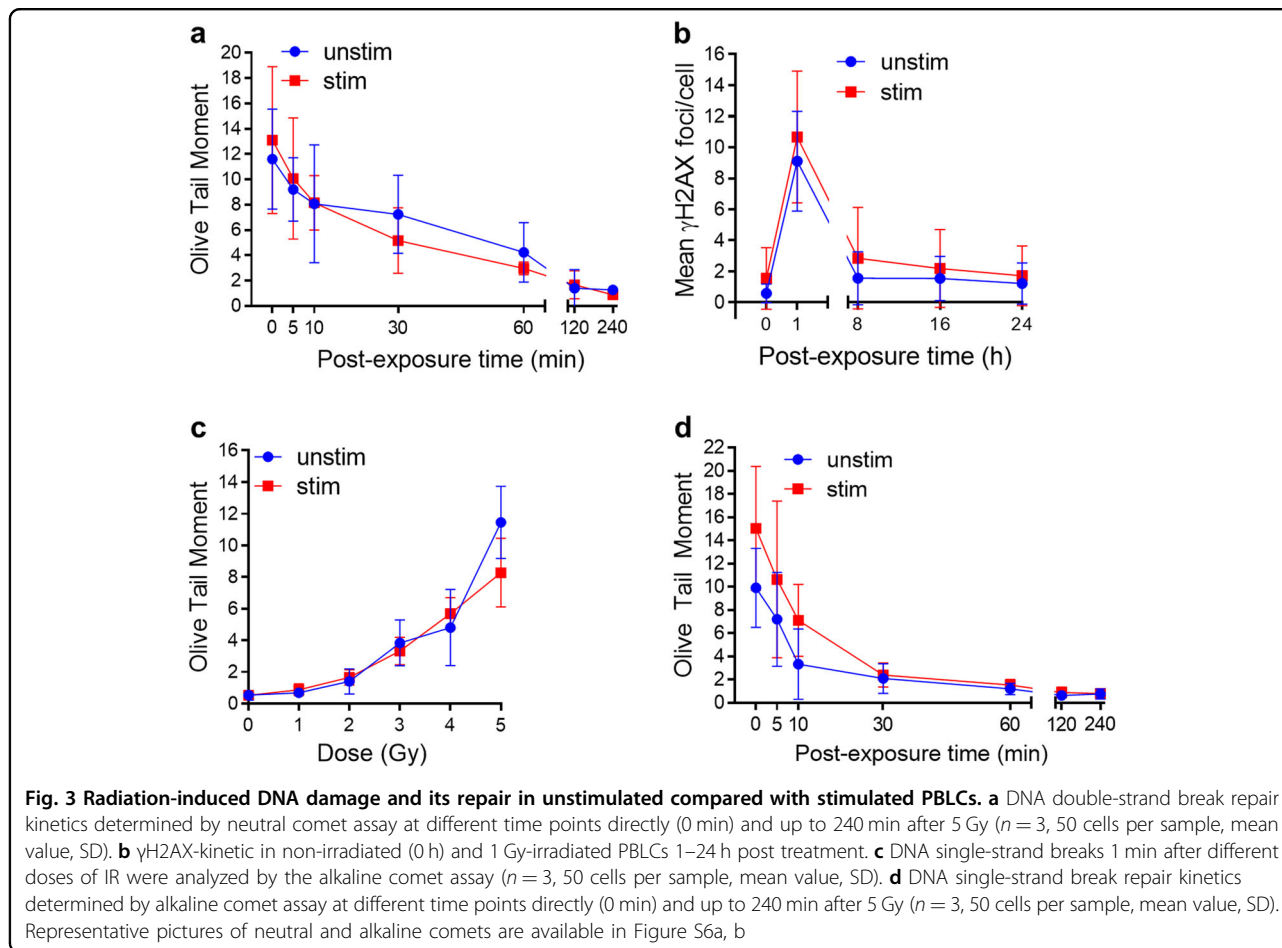 a
20
18
16
14
12
10
8
6
4
2
0
Olive Tail Moment
unstim
stim
0 5 10 30 60 120 240
Post-exposure time (min)
b
16
14
12
10
8
6
4
2
0
Mean γH2AX foci/cell
unstim
stim
0 1 8 16 24
Post-exposure time (h)
c
16
14
12
10
8
6
4
2
0
Olive Tail Moment
unstim
stim
0 1 2 3 4 5
Dose (Gy)
d
22
20
18
16
14
12
10
8
6
4
2
0
Olive Tail Moment
unstim
stim
0 5 10 30 60 120 240
Post-exposure time (min)
Fig. 3 Radiation-induced DNA damage and its repair in unstimulated compared with stimulated PBLCs. a DNA double-strand break repair
kinetics determined by neutral comet assay at different time points directly (0 min) and up to 240 min after 5 Gy (n = 3, 50 cells per sample, mean
value, SD). b γH2AX-kinetic in non-irradiated (0 h) and 1 Gy-irradiated PBLCs 1–24 h post treatment. c DNA single-strand breaks 1 min after different
doses of IR were analyzed by the alkaline comet assay (n = 3, 50 cells per sample, mean value, SD). d DNA single-strand break repair kinetics
determined by alkaline comet assay at different time points directly (0 min) and up to 240 min after 5 Gy (n = 3, 50 cells per sample, mean value, SD).
Representative pictures of neutral and alkaline comets are available in Figure S6a, b